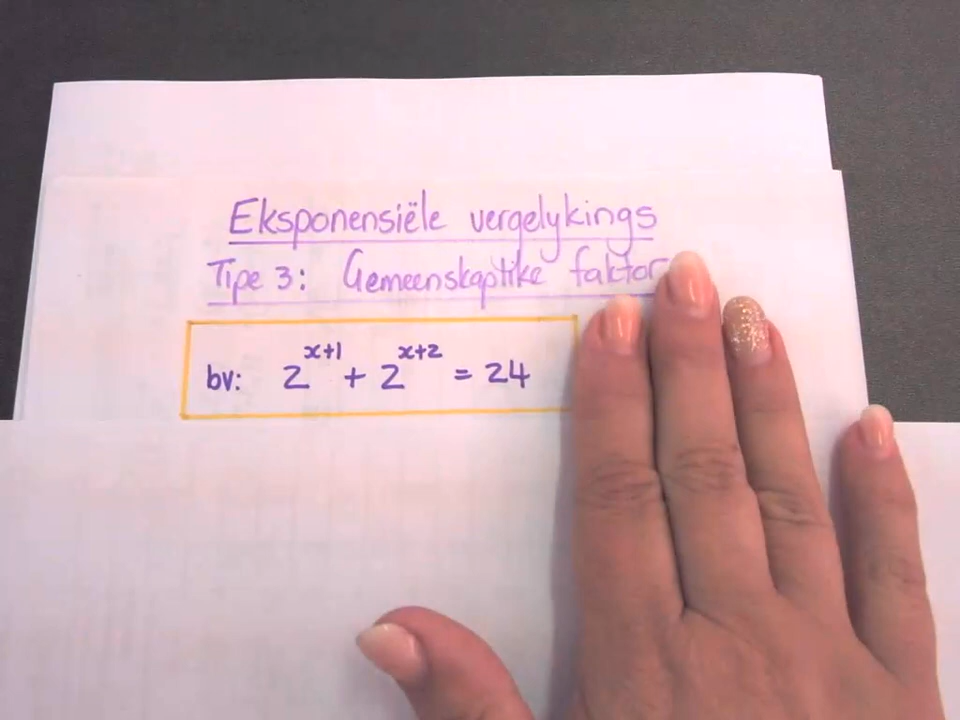 Eksponensiële vergelykings
Tipe 3: Gemeenskaplike faktor
bv: 2^{x+1} + 2^{x+2} = 24